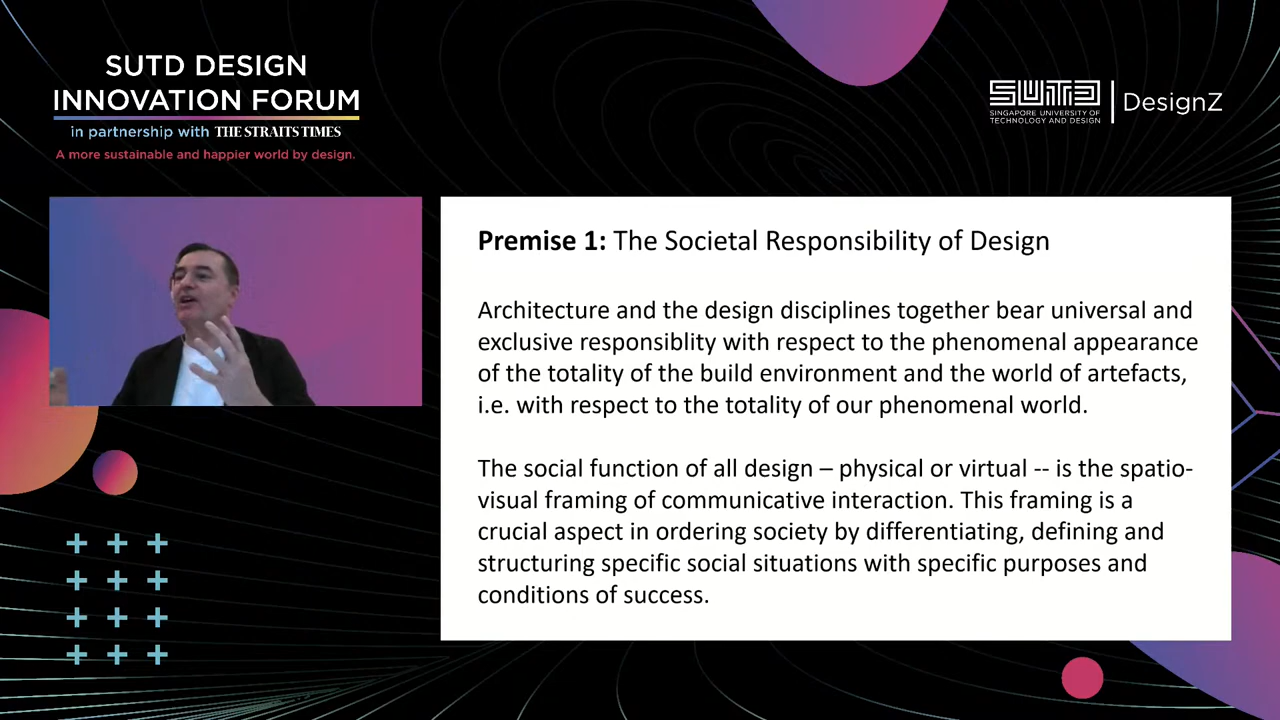 SUTD DESIGN
INNOVATION FORUM
in partnership with THE STRAITS TIMES
A more sustainable and happier world by design.
SUTD
SINGAPORE UNIVERSITY OF
TECHNOLOGY AND DESIGN
DesignZ
Premise 1: The Societal Responsibility of Design
Architecture and the design disciplines together bear universal and
exclusive responsiblity with respect to the phenomenal appearance
of the totality of the build environment and the world of artefacts,
i.e. with respect to the totality of our phenomenal world.
The social function of all design – physical or virtual -- is the spatio-
visual framing of communicative interaction. This framing is a
crucial aspect in ordering society by differentiating, defining and
structuring specific social situations with specific purposes and
conditions of success.